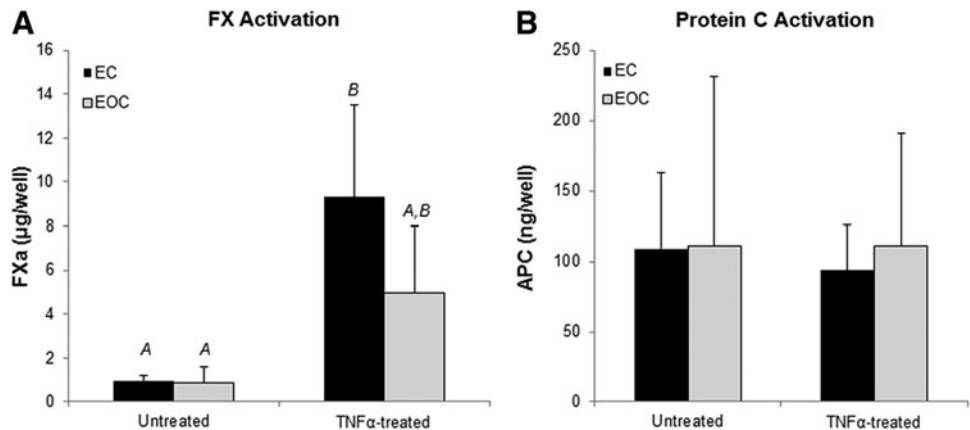 A
FX Activation
FXa (µg/well)
16
14
12
10
8
6
4
2
0
EC
EOC
A
A
B
A,B
Untreated
TNFα-treated
B
Protein C Activation
APC (ng/well)
250
200
150
100
50
0
EC
EOC
Untreated
TNFα-treated